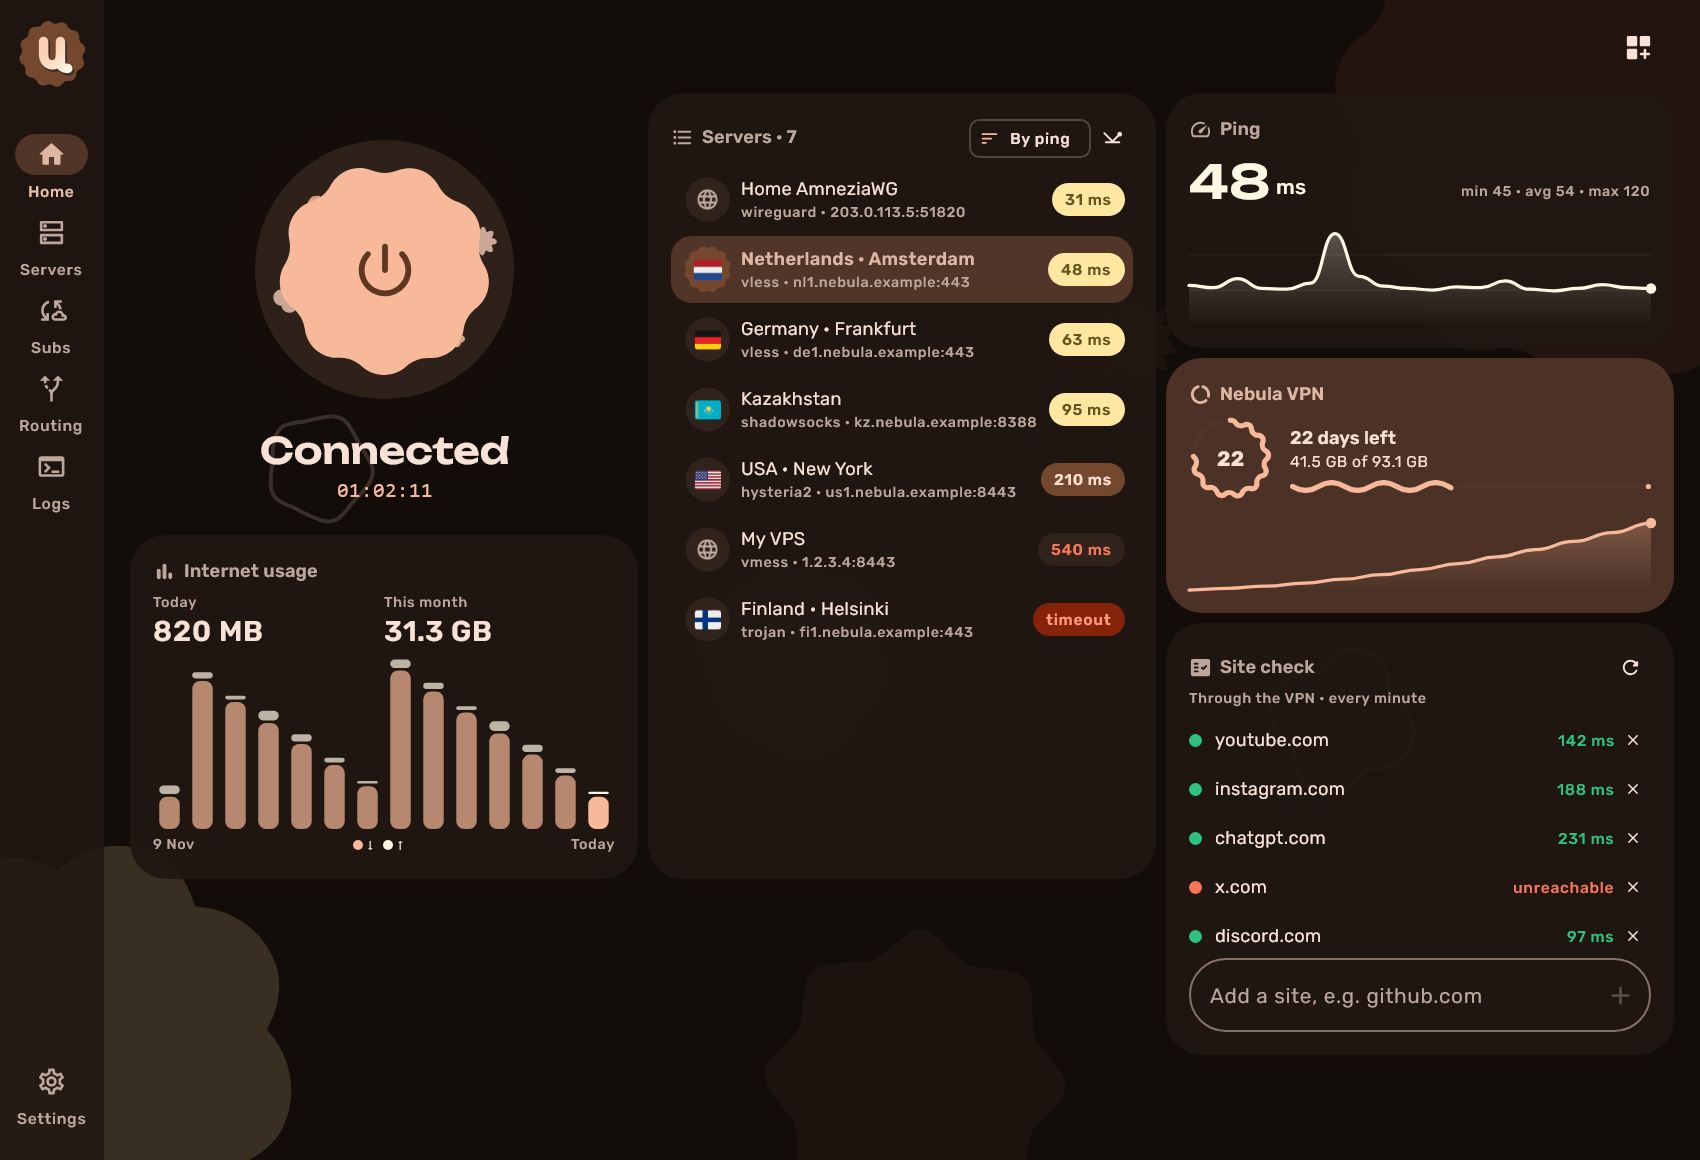 Home
Servers
Subs
Routing
Logs
Settings
Connected
01:02:11
Internet usage
Today
820 MB
This month
31.3 GB
9 Nov
↓ ↑
Today
Servers • 7
By ping
Home AmneziaWG
wireguard • 203.0.113.5:51820
31 ms
Netherlands • Amsterdam
vless • nl1.nebula.example:443
48 ms
Germany • Frankfurt
vless • de1.nebula.example:443
63 ms
Kazakhstan
shadowsocks • kz.nebula.example:8388
95 ms
USA • New York
hysteria2 • us1.nebula.example:8443
210 ms
My VPS
vmess • 1.2.3.4:8443
540 ms
Finland • Helsinki
trojan • fi1.nebula.example:443
timeout
Ping
48 ms
min 45 • avg 54 • max 120
Nebula VPN
22
22 days left
41.5 GB of 93.1 GB
Site check
Through the VPN • every minute
youtube.com 142 ms
instagram.com 188 ms
chatgpt.com 231 ms
x.com unreachable
discord.com 97 ms
Add a site, e.g. github.com